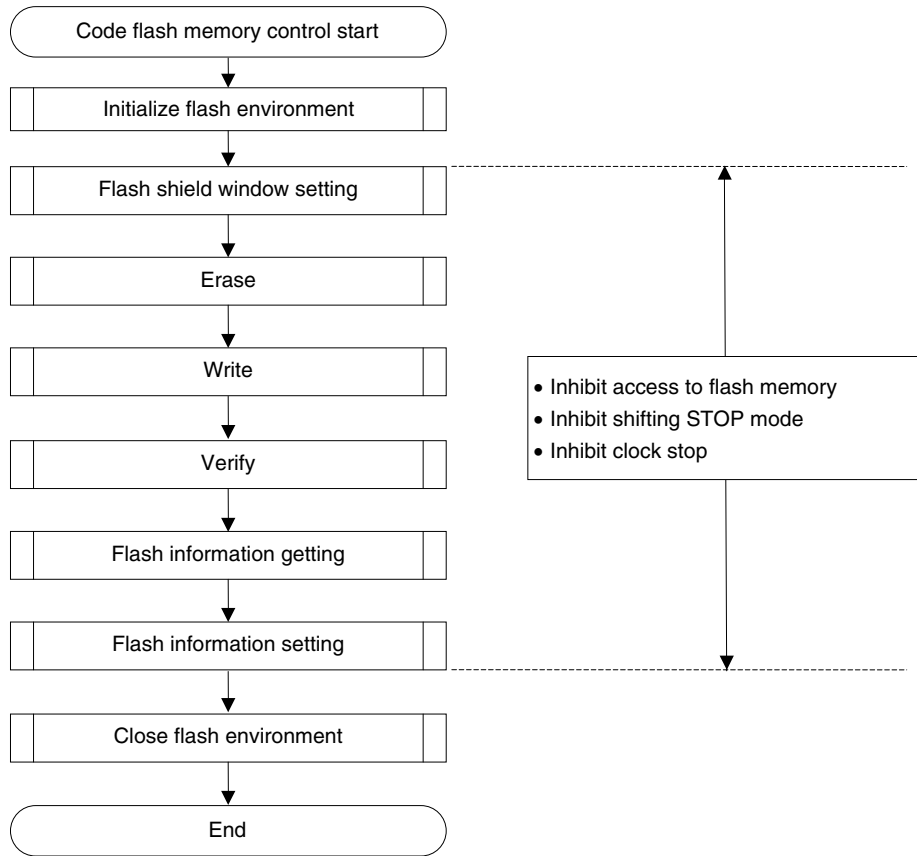 Code flash memory control start
Initialize flash environment
Flash shield window setting
Erase
Write
Verify
Flash information getting
Flash information setting
Close flash environment
End
• Inhibit access to flash memory
• Inhibit shifting STOP mode
• Inhibit clock stop